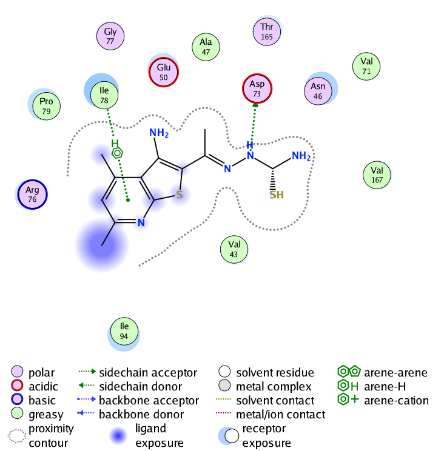 Gly
77
Ala
47
Thr
165
Glu
50
Asp
73
Asn
46
Val
71
Ile
78
Pro
79
H
NH2
H
N
N
NH2
SH
S
N
Arg
76
Val
167
Val
43
Ile
94
polar
acidic
basic
greasy
proximity
contour
sidechain acceptor
sidechain donor
backbone acceptor
backbone donor
ligand
exposure
solvent residue
metal complex
solvent contact
metal/ion contact
receptor
exposure
arene-arene
H arene-H
+ arene-cation